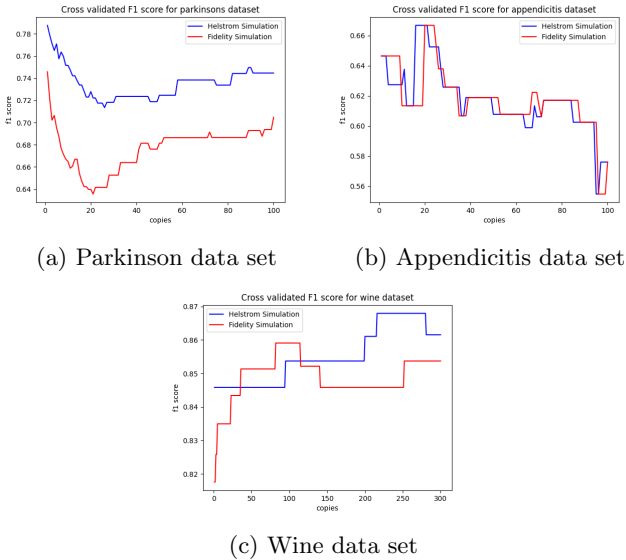 Cross validated F1 score for parkinsons dataset
Helstrom Simulation
Fidelity Simulation
0.78
0.76
0.74
0.72
0.70
0.68
0.66
0.64
f1 score
0 20 40 60 80 100
copies
(a) Parkinson data set
Cross validated F1 score for appendicitis dataset
Helstrom Simulation
Fidelity Simulation
0.66
0.64
0.62
0.60
0.58
0.56
f1 score
0 20 40 60 80 100
copies
(b) Appendicitis data set
Cross validated F1 score for wine dataset
Helstrom Simulation
Fidelity Simulation
0.87
0.86
0.85
0.84
0.83
0.82
f1 score
0 50 100 150 200 250 300
copies
(c) Wine data set